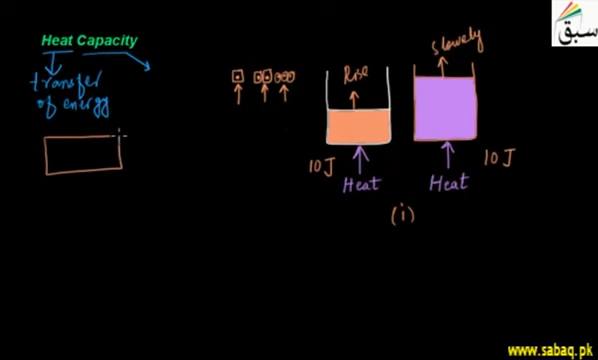 Heat Capacity
transfer
of energy
Rise
slowely
10 J
Heat
Heat
10 J
(i)
سبق
www.sabaq.pk